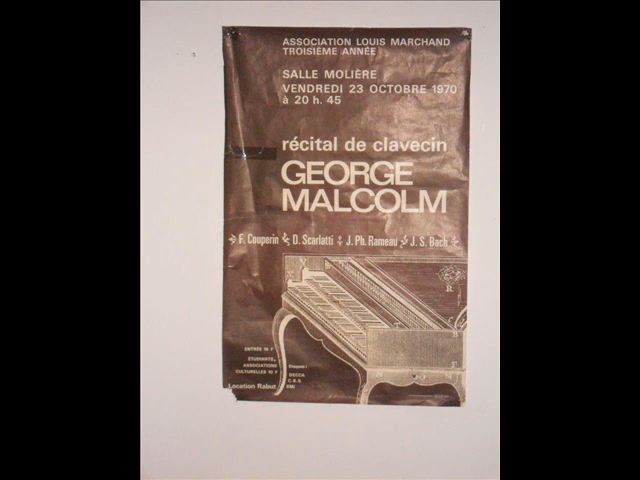 ASSOCIATION LOUIS MARCHAND
TROISIÈME ANNÉE
SALLE MOLIÈRE
VENDREDI 23 OCTOBRE 1970
à 20 h. 45
récital de clavecin
GEORGE
MALCOLM
F. Couperin D. Scarlatti J. Ph. Rameau J. S. Bach
ENTRÉE 15 F
ÉTUDIANTS,
ASSOCIATIONS
CULTURELLES 10 F
Location Rabut
DECCA
C.B.S.
EMI